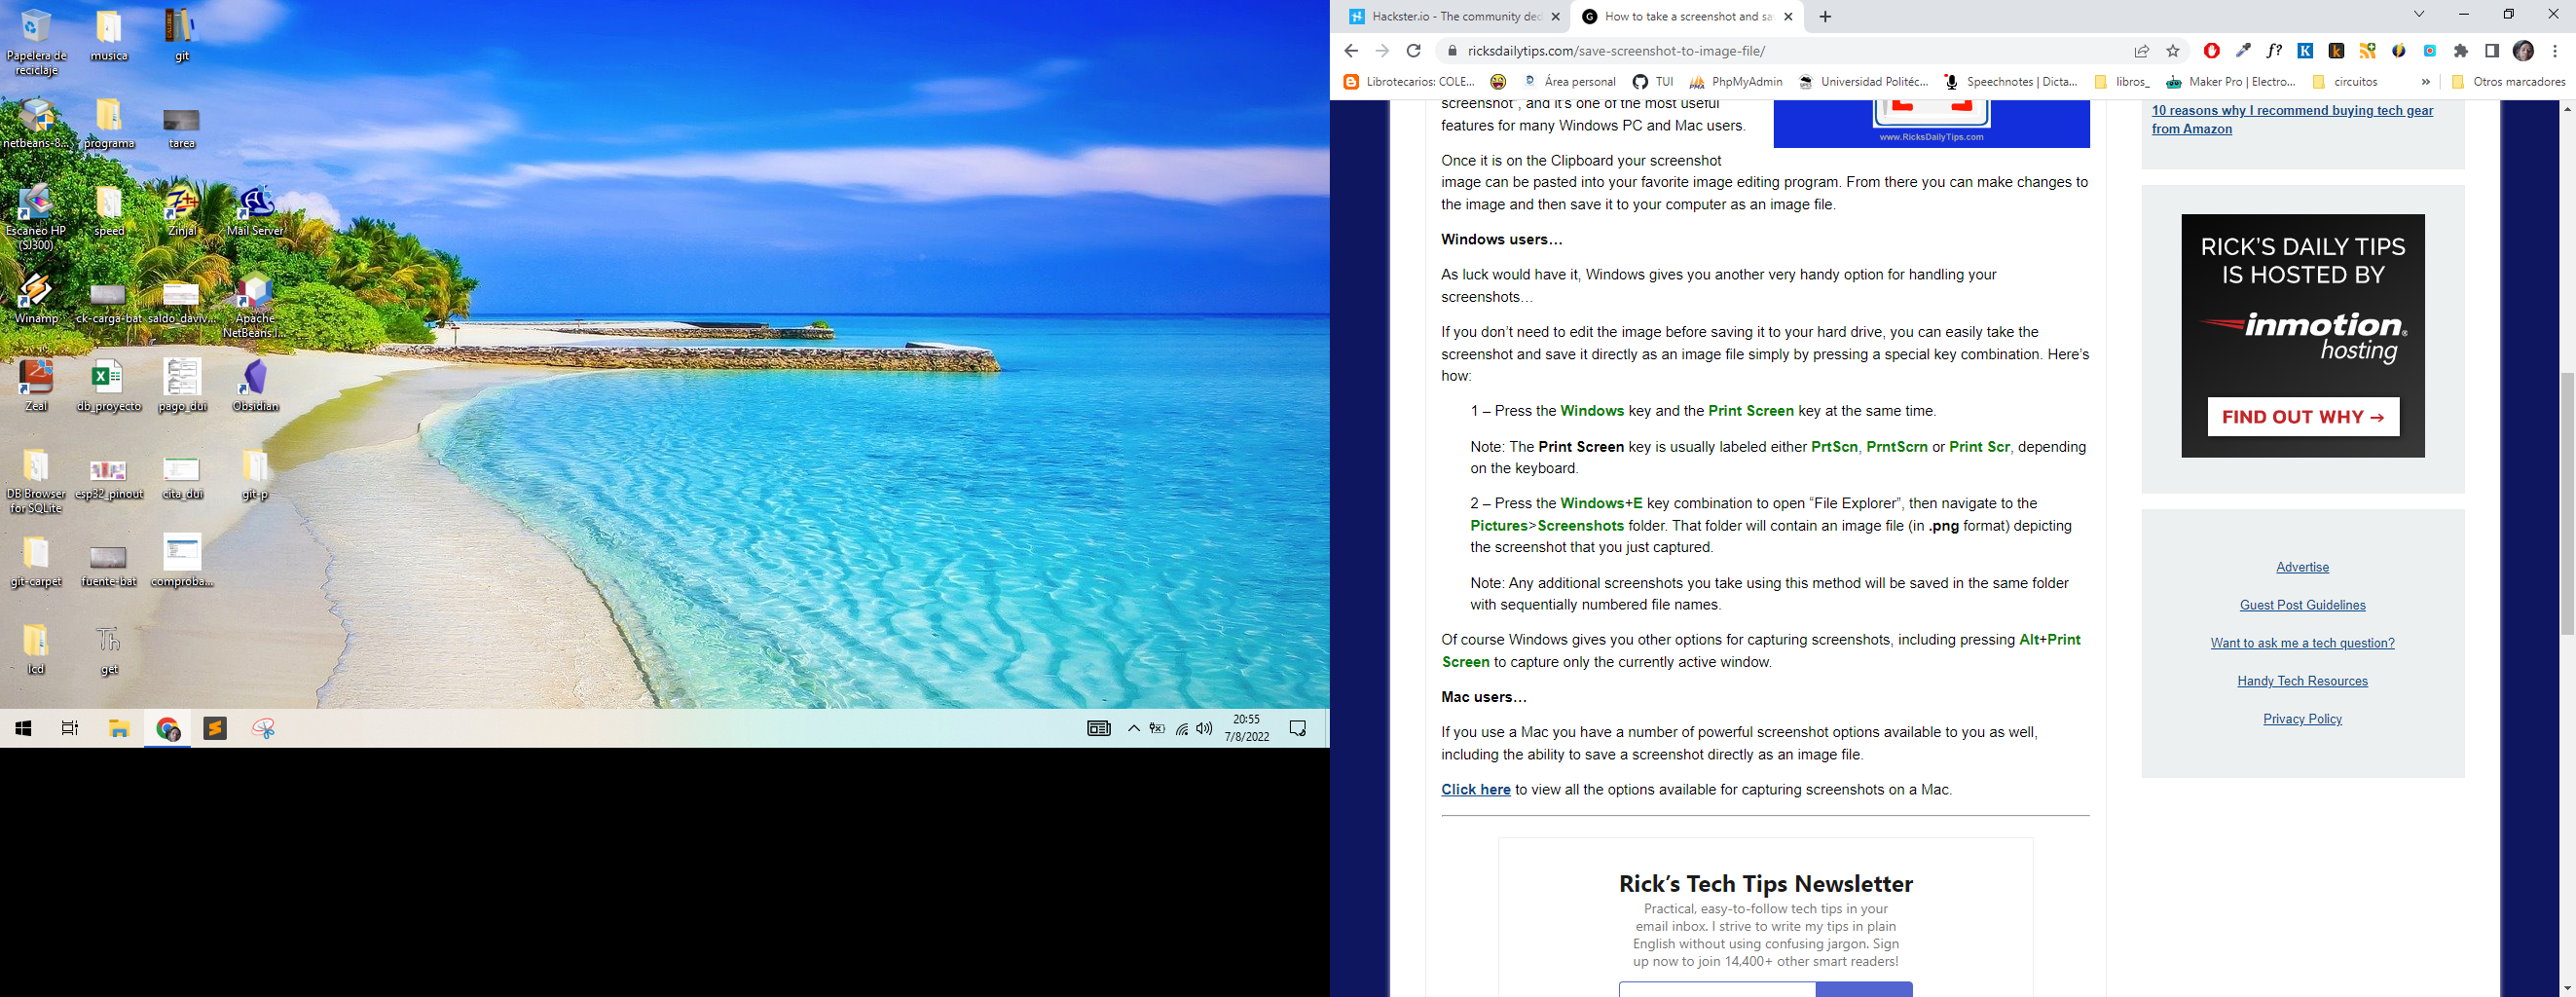 Papelera de
reciclaje
musica
git
netbeans-8...
programa
tarea
Escaneo HP
(SJ300)
speed
Zinjal
Mail Server
Winamp
ck-carga-bat
saldo_daviv...
Apache
NetBeans I...
Zeal
db_proyecto
pago_dui
Obsidian
DB Browser
for SQLite
esp32_pinout
cita_dui
git-p
git-carpet
fuente-bat
comproba...
lcd
Th
get
20:55
7/8/2022
Hackster.io - The community ded
How to take a screenshot and sa
ricksdailytips.com/save-screenshot-to-image-file/
f?
K
k
Librotecarios: COLE...
Área personal
TUI
PhpMyAdmin
Universidad Politéc...
Speechnotes | Dicta...
libros_
Maker Pro | Electro...
circuitos
»
Otros marcadores
screenshot”, and it’s one of the most useful
features for many Windows PC and Mac users.
www.RicksDailyTips.com
Once it is on the Clipboard your screenshot
image can be pasted into your favorite image editing program. From there you can make changes to
the image and then save it to your computer as an image file.
Windows users…
As luck would have it, Windows gives you another very handy option for handling your
screenshots…
If you don’t need to edit the image before saving it to your hard drive, you can easily take the
screenshot and save it directly as an image file simply by pressing a special key combination. Here’s
how:
1 – Press the Windows key and the Print Screen key at the same time.
Note: The Print Screen key is usually labeled either PrtScn, PrntScrn or Print Scr, depending
on the keyboard.
2 – Press the Windows+E key combination to open “File Explorer”, then navigate to the
Pictures>Screenshots folder. That folder will contain an image file (in .png format) depicting
the screenshot that you just captured.
Note: Any additional screenshots you take using this method will be saved in the same folder
with sequentially numbered file names.
Of course Windows gives you other options for capturing screenshots, including pressing Alt+Print
Screen to capture only the currently active window.
Mac users…
If you use a Mac you have a number of powerful screenshot options available to you as well,
including the ability to save a screenshot directly as an image file.
Click here to view all the options available for capturing screenshots on a Mac.
Rick’s Tech Tips Newsletter
Practical, easy-to-follow tech tips in your
email inbox. I strive to write my tips in plain
English without using confusing jargon. Sign
up now to join 14,400+ other smart readers!
10 reasons why I recommend buying tech gear
from Amazon
RICK’S DAILY TIPS
IS HOSTED BY
inmotion
hosting
FIND OUT WHY →
Advertise
Guest Post Guidelines
Want to ask me a tech question?
Handy Tech Resources
Privacy Policy